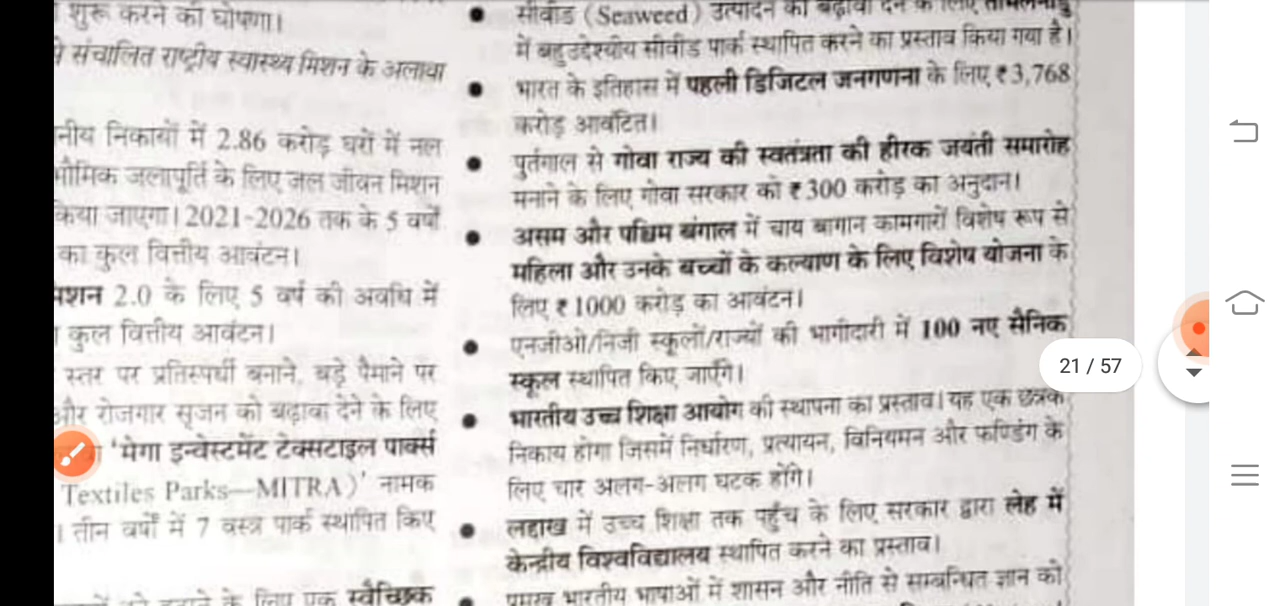 शुरू करने की घोषणा।
संचालित राष्ट्रीय स्वास्थ्य मिशन के अलावा
निकायों में 2.86 करोड़ घरों में नल
जलापूर्ति के लिए जल जीवन मिशन
किया जाएगा। 2021-2026 तक के 5 वर्षों
का कुल वित्तीय आवंटन।
2.0 के लिए 5 वर्ष की अवधि में
कुल वित्तीय आवंटन।
स्तर पर प्रतिस्पर्धी बनाने, बड़े पैमाने पर
और रोजगार सृजन को बढ़ावा देने के लिए
'मेगा इन्वेस्टमेंट टेक्सटाइल पार्क्स
Textiles Parks—MITRA)' नामक
। तीन वर्षों में 7 वस्त्र पार्क स्थापित किए
के लिए एक स्वैच्छिक
● सीवीड (Seaweed) उत्पादन को बढ़ावा देने के लिए तमिलनाडु
में बहुउद्देश्यीय सीवीड पार्क स्थापित करने का प्रस्ताव किया गया है।
● भारत के इतिहास में पहली डिजिटल जनगणना के लिए ₹ 3,768
करोड़ आवंटित।
● पुर्तगाल से गोवा राज्य की स्वतंत्रता की हीरक जयंती समारोह
मनाने के लिए गोवा सरकार को ₹ 300 करोड़ का अनुदान।
● असम और पश्चिम बंगाल में चाय बागान कामगारों विशेष रूप से
महिला और उनके बच्चों के कल्याण के लिए विशेष योजना के
लिए ₹ 1000 करोड़ का आवंटन।
● एनजीओ/निजी स्कूलों/राज्यों की भागीदारी में 100 नए सैनिक
स्कूल स्थापित किए जाएँगे।
● भारतीय उच्च शिक्षा आयोग की स्थापना का प्रस्ताव। यह एक छत्रक
निकाय होगा जिसमें निर्धारण, प्रत्यायन, विनियमन और फण्डिंग के
लिए चार अलग-अलग घटक होंगे।
● लद्दाख में उच्च शिक्षा तक पहुँच के लिए सरकार द्वारा लेह में
केन्द्रीय विश्वविद्यालय स्थापित करने का प्रस्ताव।
● प्रमुख भारतीय भाषाओं में शासन और नीति से सम्बन्धित ज्ञान को
21 / 57